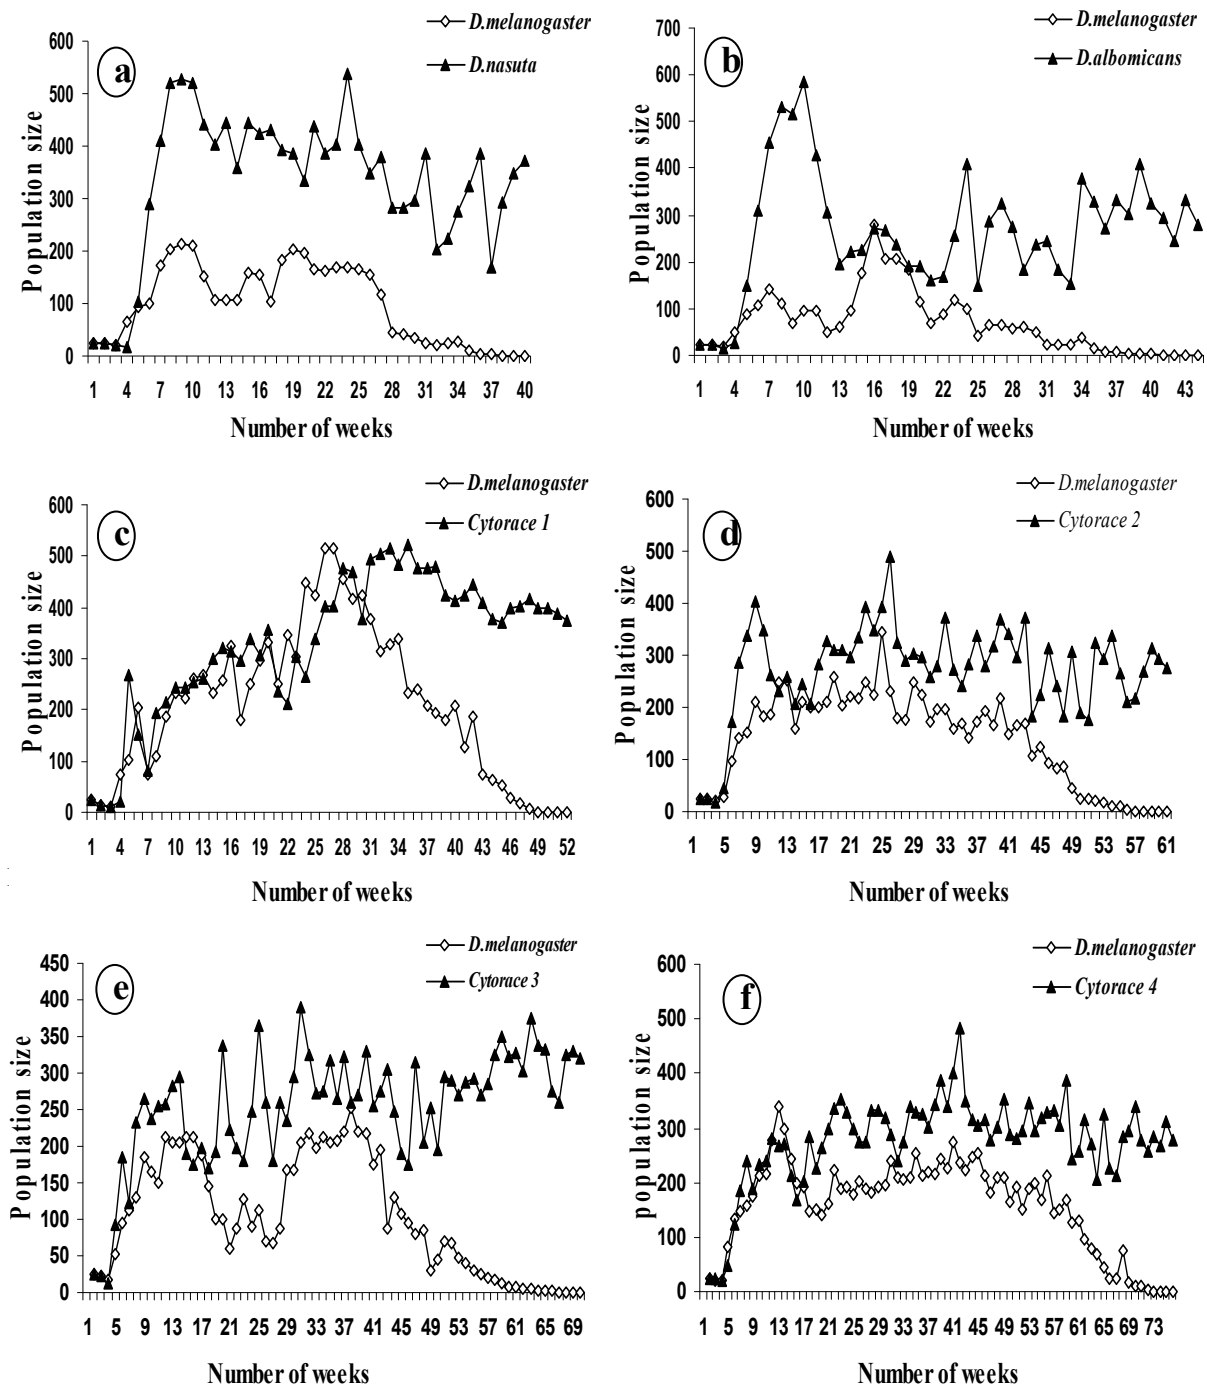 D.melanogaster
D.nasuta
a
600
500
400
300
200
100
0
Population size
1 4 7 10 13 16 19 22 25 28 31 34 37 40
Number of weeks
D.melanogaster
D.albomicans
b
700
600
500
400
300
200
100
0
Population size
1 4 7 10 13 16 19 22 25 28 31 34 37 40 43
Number of weeks
D.melanogaster
Cytorace 1
c
600
500
400
300
200
100
0
Population size
1 4 7 10 13 16 19 22 25 28 31 34 37 40 43 46 49 52
Number of weeks
D.melanogaster
Cytorace 2
d
600
500
400
300
200
100
0
Population size
1 5 9 13 17 21 25 29 33 37 41 45 49 53 57 61
Number of weeks
D.melanogaster
Cytorace 3
e
450
400
350
300
250
200
150
100
50
0
Population size
1 5 9 13 17 21 25 29 33 37 41 45 49 53 57 61 65 69
Number of weeks
D.melanogaster
Cytorace 4
f
600
500
400
300
200
100
0
population size
1 5 9 13 17 21 25 29 33 37 41 45 49 53 57 61 65 69 73
Number of weeks